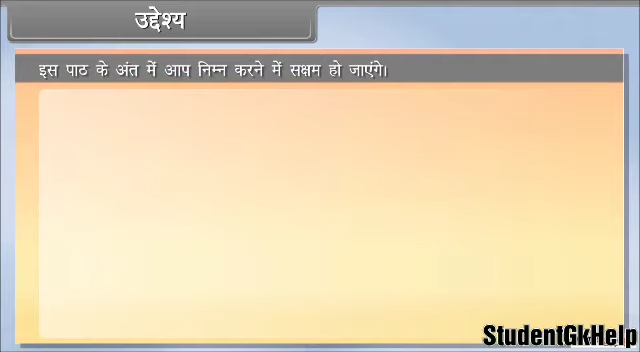 उद्देश्य
इस पाठ के अंत में आप निम्न करने में सक्षम हो जाएंगे।
StudentGkHelp